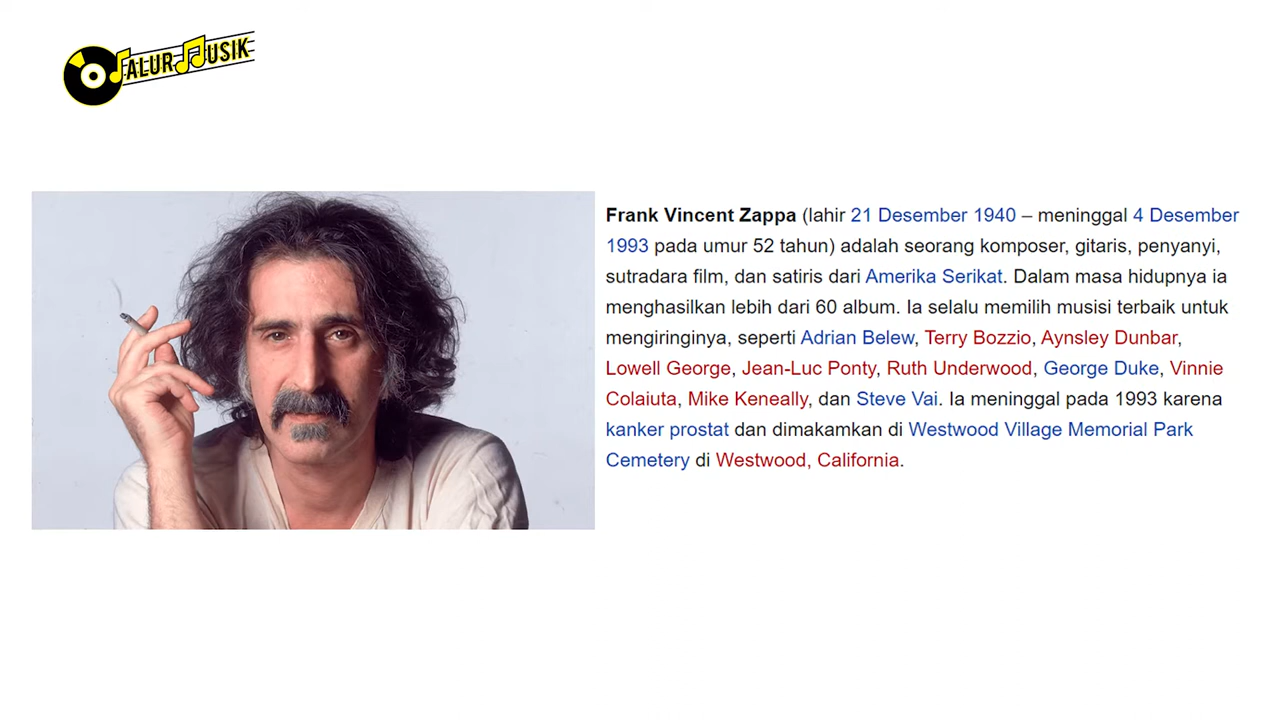 JALUR MUSIK
Frank Vincent Zappa (lahir 21 Desember 1940 – meninggal 4 Desember
1993 pada umur 52 tahun) adalah seorang komposer, gitaris, penyanyi,
sutradara film, dan satiris dari Amerika Serikat. Dalam masa hidupnya ia
menghasilkan lebih dari 60 album. Ia selalu memilih musisi terbaik untuk
mengiringinya, seperti Adrian Belew, Terry Bozzio, Aynsley Dunbar,
Lowell George, Jean-Luc Ponty, Ruth Underwood, George Duke, Vinnie
Colaiuta, Mike Keneally, dan Steve Vai. Ia meninggal pada 1993 karena
kanker prostat dan dimakamkan di Westwood Village Memorial Park
Cemetery di Westwood, California.